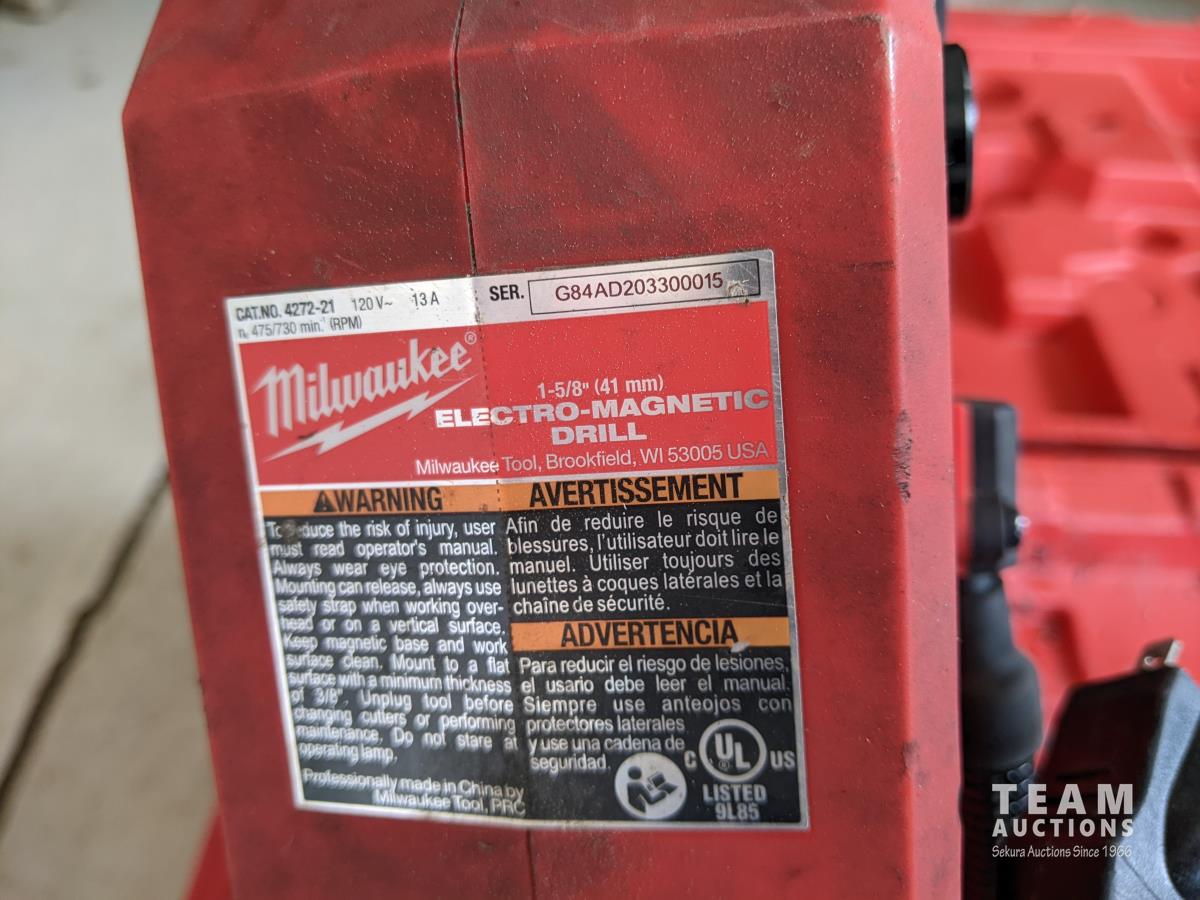 CAT.NO. 4272-21 120 V~ 13 A SER. G84AD203300015
n₀ 475/730 min.⁻¹ (RPM)
Milwaukee®
1-5/8" (41 mm)
ELECTRO-MAGNETIC
DRILL
Milwaukee Tool, Brookfield, WI 53005 USA
WARNING
To reduce the risk of injury, user
must read operator's manual.
Always wear eye protection.
Mounting can release, always use
safety strap when working over-
head or on a vertical surface.
Keep magnetic base and work
surface clean. Mount to a flat
surface with a minimum thickness
of 3/8". Unplug tool before
changing cutters or performing
maintenance. Do not stare at
operating lamp.
Professionally made in China by
Milwaukee Tool, PRC
AVERTISSEMENT
Afin de reduire le risque de
blessures, l'utilisateur doit lire le
manuel. Utiliser toujours des
lunettes à coques latérales et la
chaîne de sécurité.
ADVERTENCIA
Para reducir el riesgo de lesiones,
el usario debe leer el manual.
Siempre use anteojos con
protectores laterales
y use una cadena de
seguridad.
C UL US
LISTED
9L85
TEAM
AUCTIONS
Sekura Auctions Since 1966